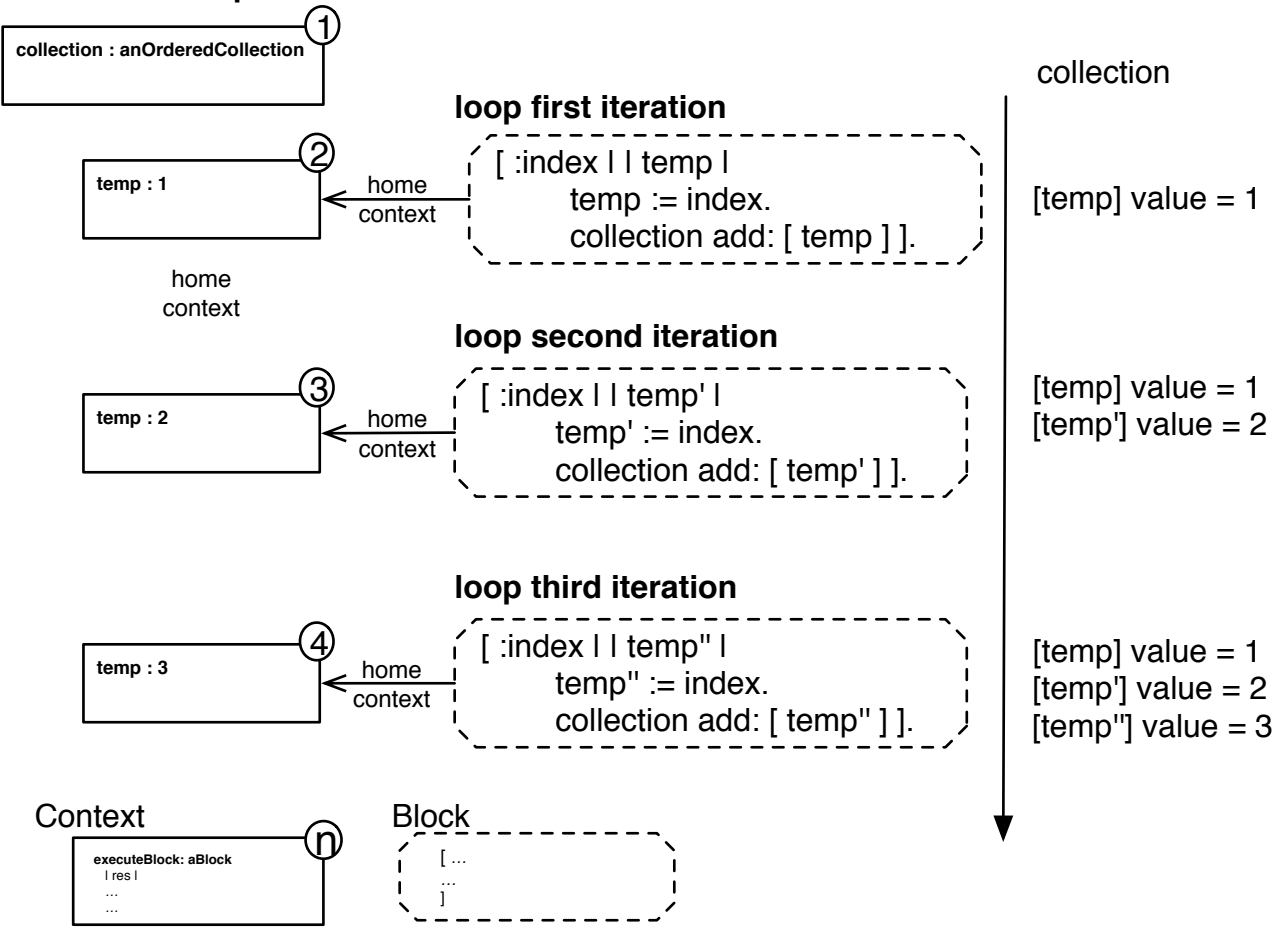 1
collection : anOrderedCollection
collection
loop first iteration
2
temp : 1
home
context
[ :index | | temp |
temp := index.
collection add: [ temp ] ].
[temp] value = 1
home
context
loop second iteration
3
temp : 2
home
context
[ :index | | temp' |
temp' := index.
collection add: [ temp' ] ].
[temp] value = 1
[temp'] value = 2
loop third iteration
4
temp : 3
home
context
[ :index | | temp'' |
temp'' := index.
collection add: [ temp'' ] ].
[temp] value = 1
[temp'] value = 2
[temp''] value = 3
Context
n
executeBlock: aBlock
| res |
...
...
Block
[ ...
...
]